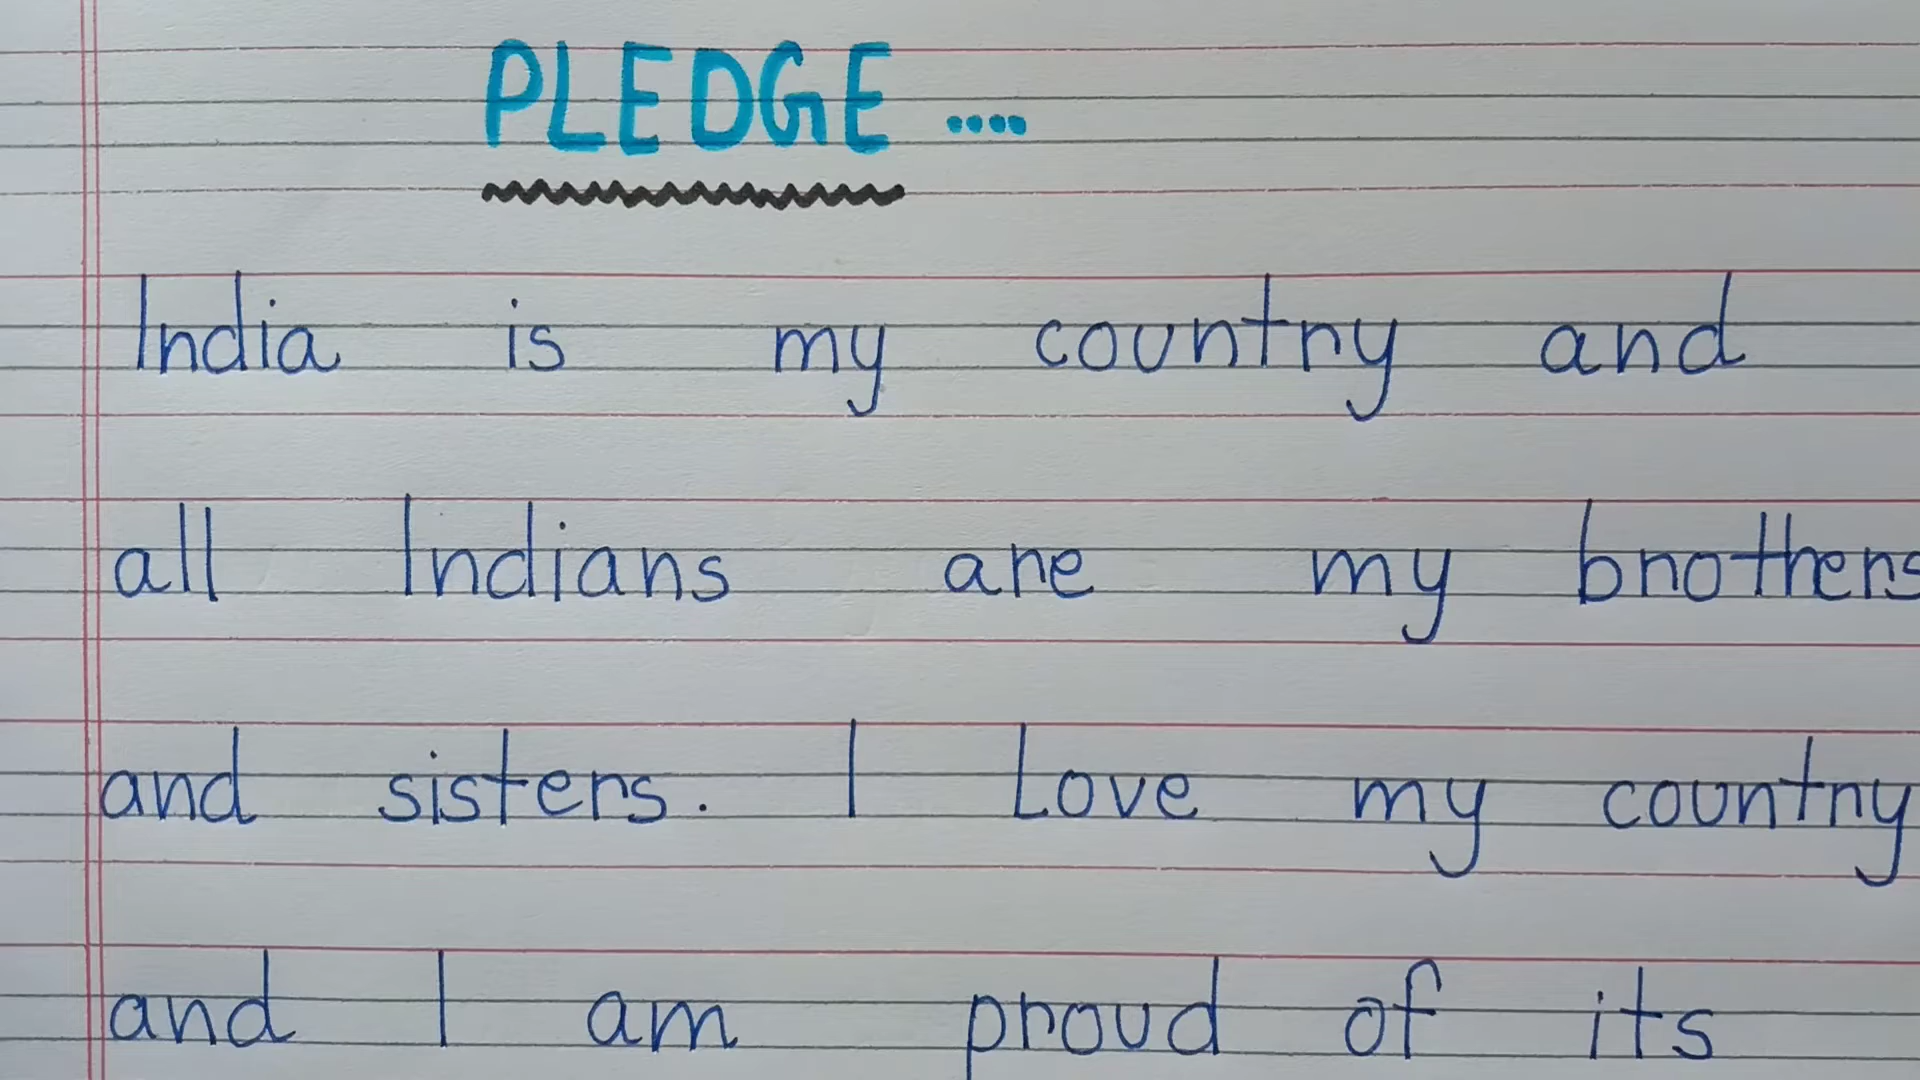 PLEDGE ....
India is my country and
all Indians are my brothers
and sisters. I Love my country
and I am proud of its